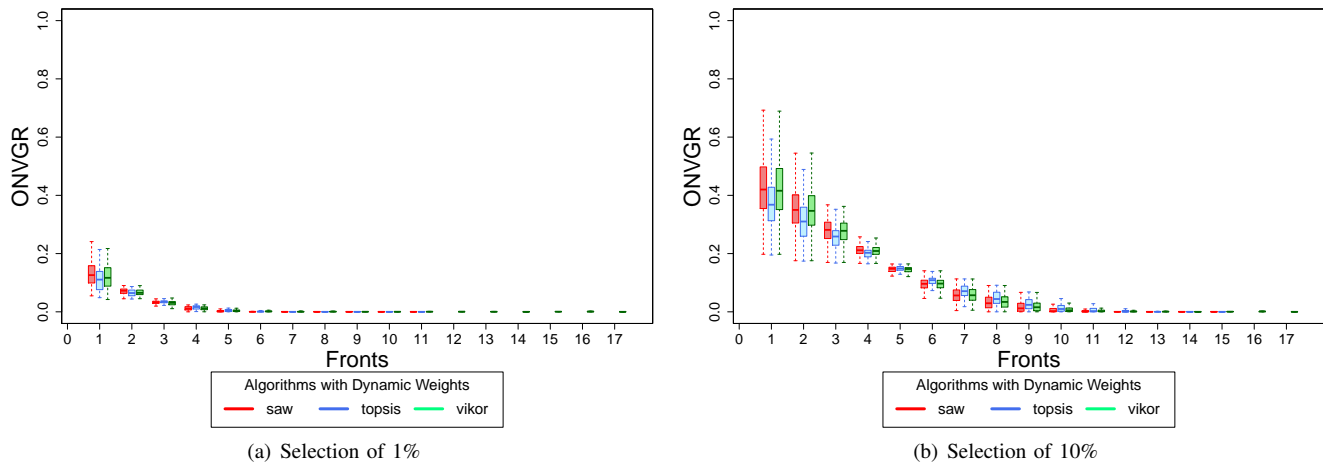 1.0
0.8
0.6
0.4
0.2
0.0
ONVGR
0 1 2 3 4 5 6 7 8 9 10 11 12 13 14 15 16 17
Fronts
Algorithms with Dynamic Weights
saw topsis vikor
(a) Selection of 1%
1.0
0.8
0.6
0.4
0.2
0.0
ONVGR
0 1 2 3 4 5 6 7 8 9 10 11 12 13 14 15 16 17
Fronts
Algorithms with Dynamic Weights
saw topsis vikor
(b) Selection of 10%